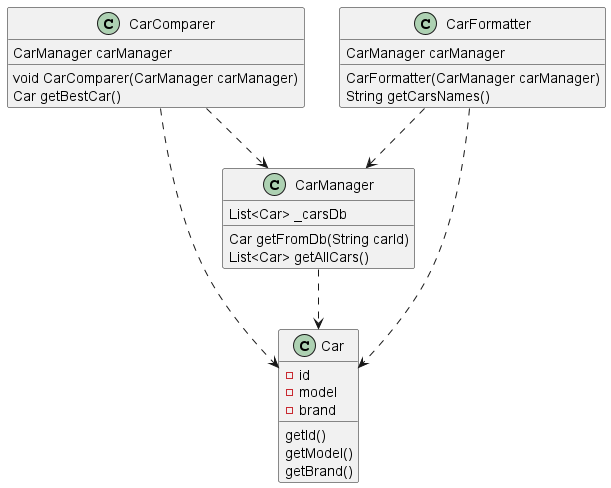 C CarComparer
CarManager carManager
void CarComparer(CarManager carManager)
Car getBestCar()
C CarFormatter
CarManager carManager
CarFormatter(CarManager carManager)
String getCarsNames()
C CarManager
List<Car> _carsDb
Car getFromDb(String carId)
List<Car> getAllCars()
C Car
id
model
brand
getId()
getModel()
getBrand()